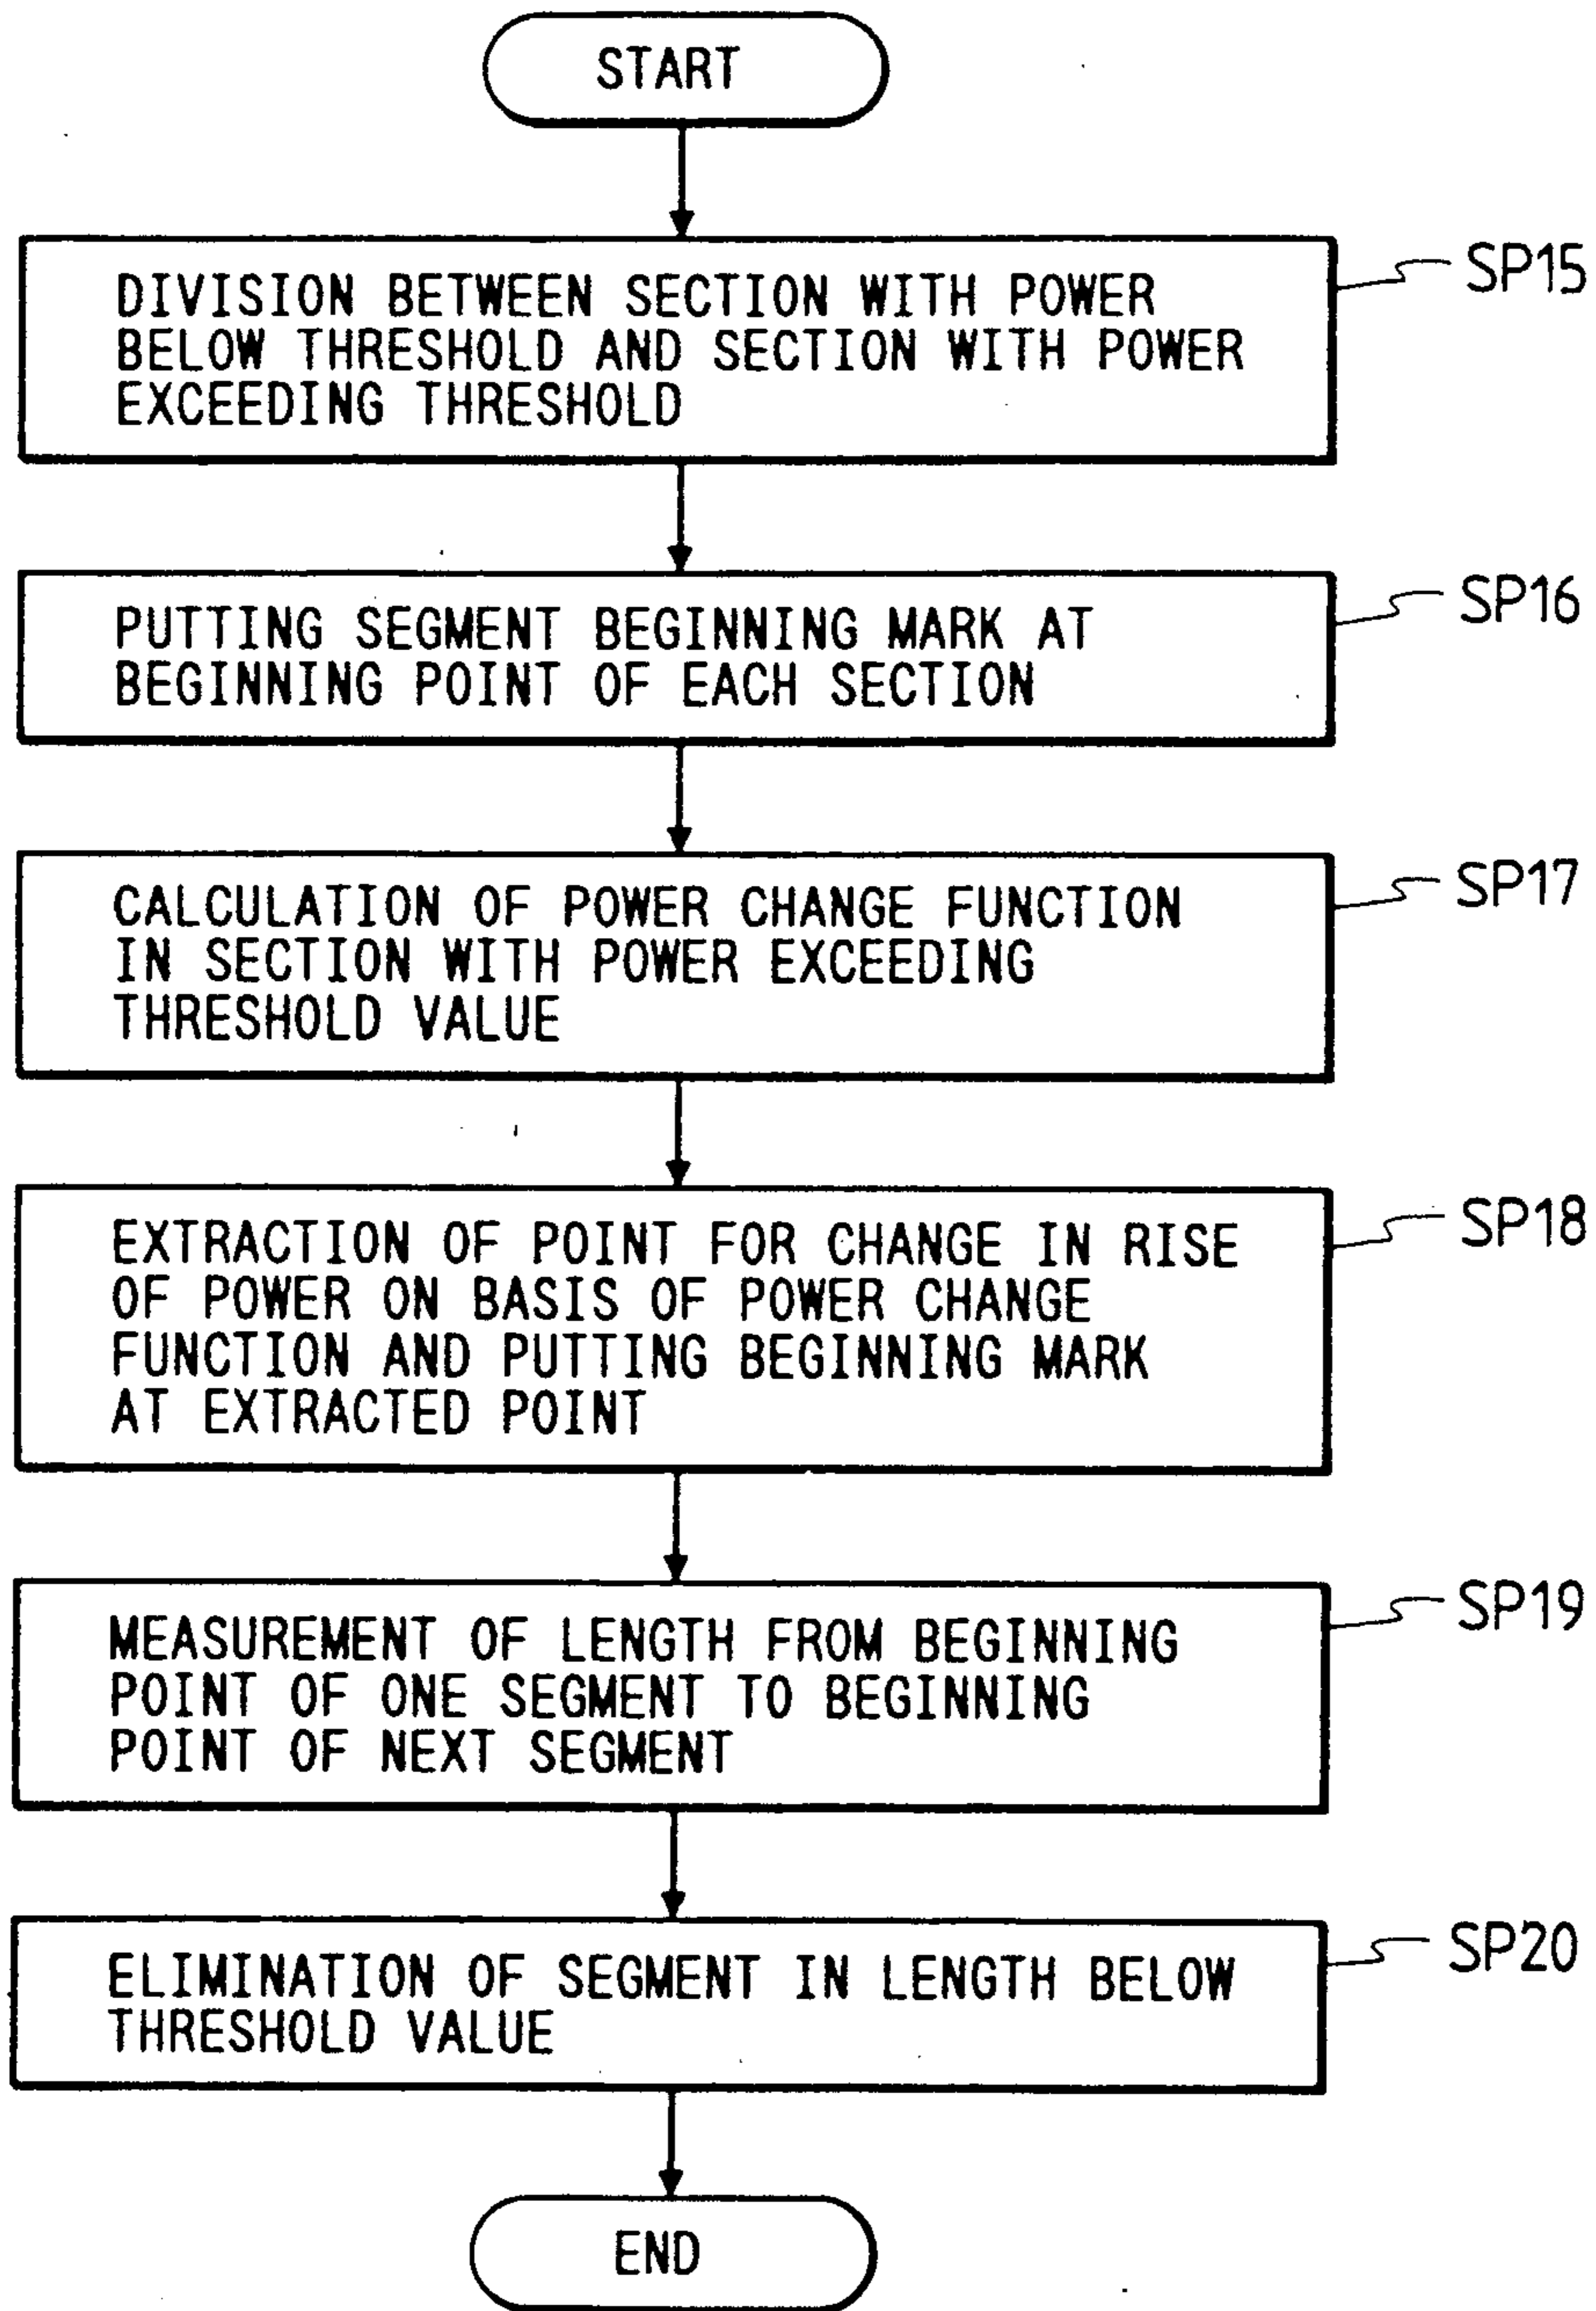 START
DIVISION BETWEEN SECTION WITH POWER
BELOW THRESHOLD AND SECTION WITH POWER
EXCEEDING THRESHOLD
SP15
PUTTING SEGMENT BEGINNING MARK AT
BEGINNING POINT OF EACH SECTION
SP16
CALCULATION OF POWER CHANGE FUNCTION
IN SECTION WITH POWER EXCEEDING
THRESHOLD VALUE
SP17
EXTRACTION OF POINT FOR CHANGE IN RISE
OF POWER ON BASIS OF POWER CHANGE
FUNCTION AND PUTTING BEGINNING MARK
AT EXTRACTED POINT
SP18
MEASUREMENT OF LENGTH FROM BEGINNING
POINT OF ONE SEGMENT TO BEGINNING
POINT OF NEXT SEGMENT
SP19
ELIMINATION OF SEGMENT IN LENGTH BELOW
THRESHOLD VALUE
SP20
END